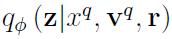 q_ϕ (z|x^q, v^q, r)